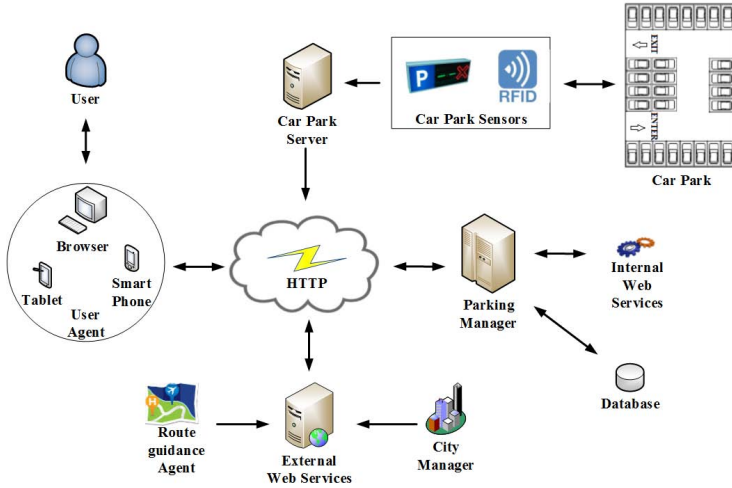 User
Car Park
Server
P
RFID
Car Park Sensors
EXIT
ENTER
Car Park
Browser
Tablet
Smart
Phone
User
Agent
HTTP
Parking
Manager
Internal
Web
Services
Database
H
Route
guidance
Agent
External
Web Services
City
Manager